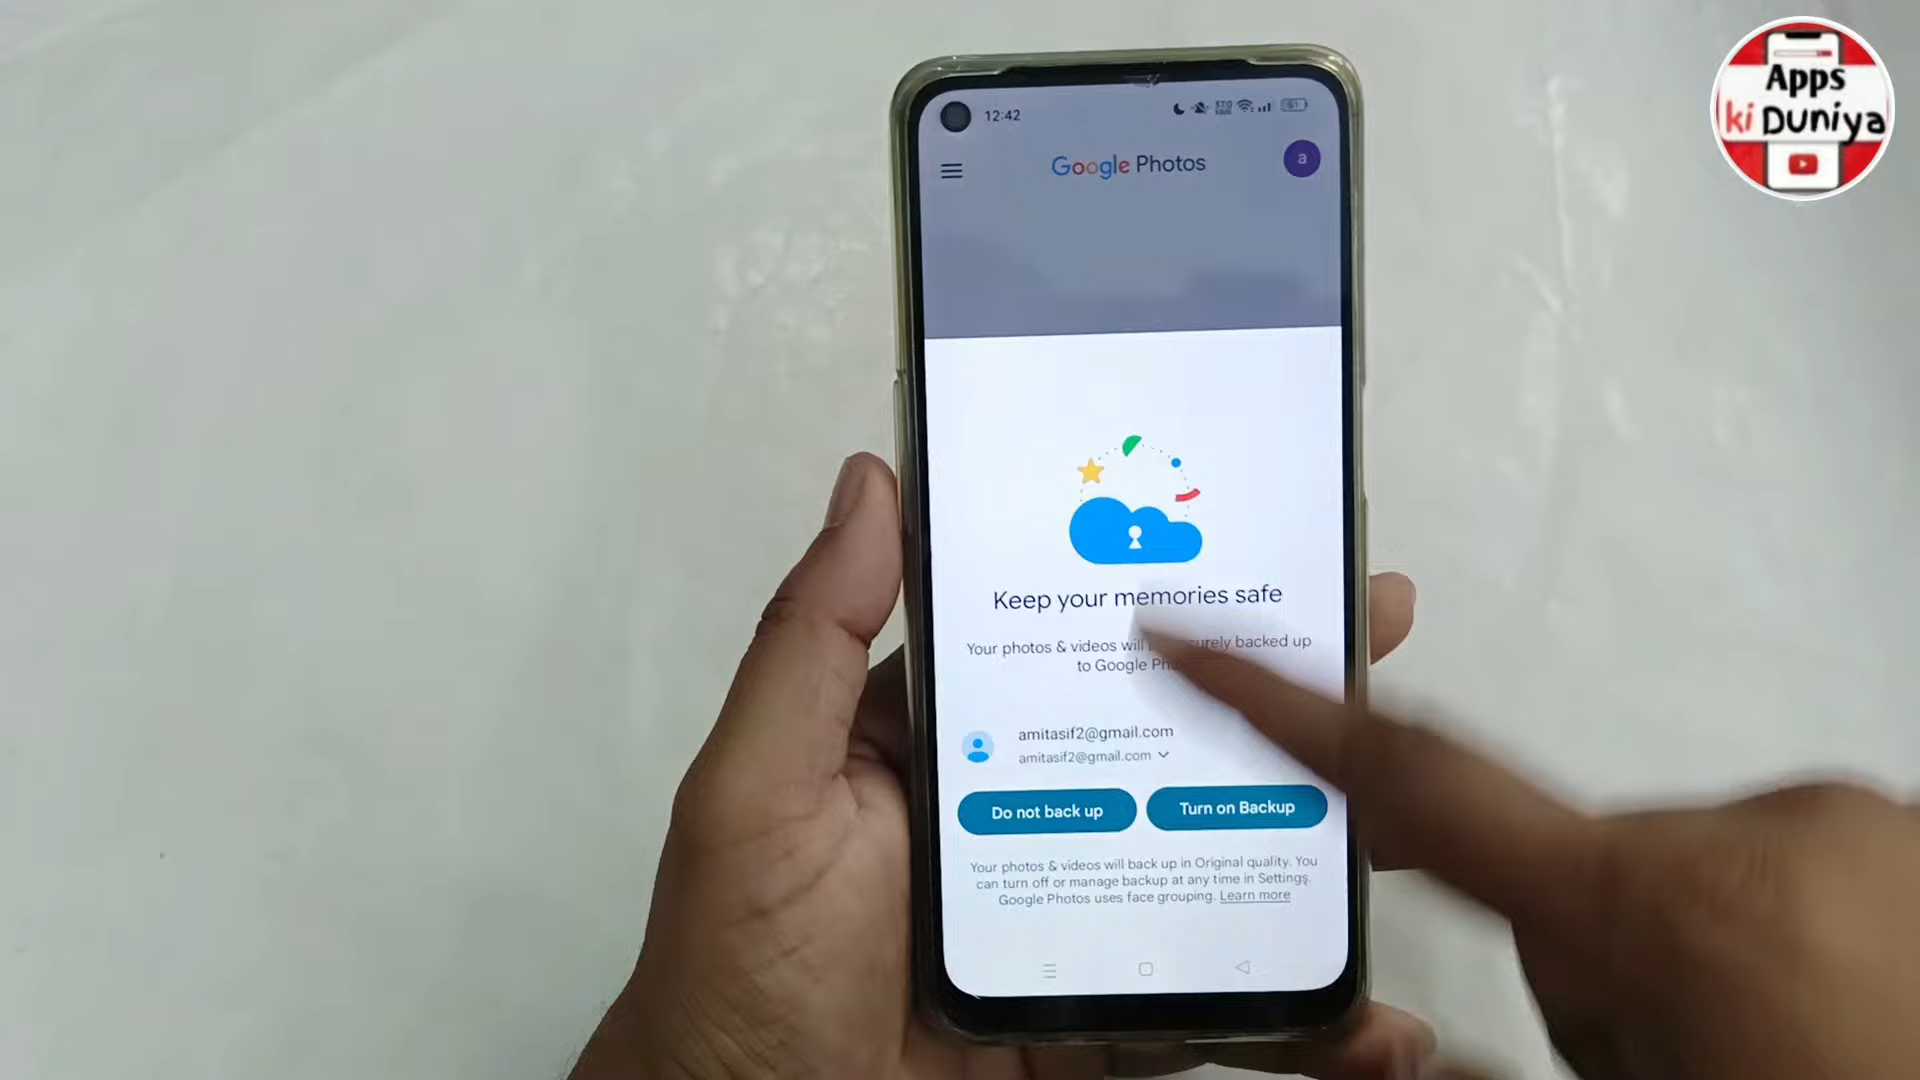 Apps
ki Duniya
12:42
Google Photos
a
Keep your memories safe
Your photos & videos will securely backed up
to Google
amitasif2@gmail.com
amitasif2@gmail.com
Do not back up
Turn on Backup
Your photos & videos will back up in Original quality. You
can turn off or manage backup at any time in Settings.
Google Photos uses face grouping. Learn more